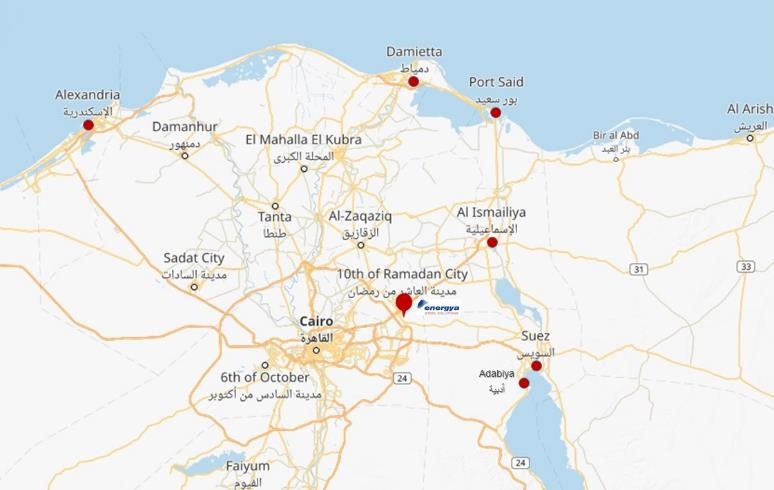 Damietta
دمياط
Port Said
بور سعيد
Alexandria
الإسكندرية
Al Arish
العريش
Damanhur
دمنهور
Bir al Abd
بئر العبد
El Mahalla El Kubra
المحلة الكبرى
Tanta
طنطا
Al-Zaqaziq
الزقازيق
Al Ismailiya
الإسماعيلية
Sadat City
مدينة السادات
10th of Ramadan City
مدينة العاشر من رمضان
31
33
energya
STEEL SOLUTIONS
Cairo
القاهرة
Suez
السويس
6th of October
مدينة السادس من أكتوبر
24
Adabiya
أدبية
Faiyum
الفيوم
24